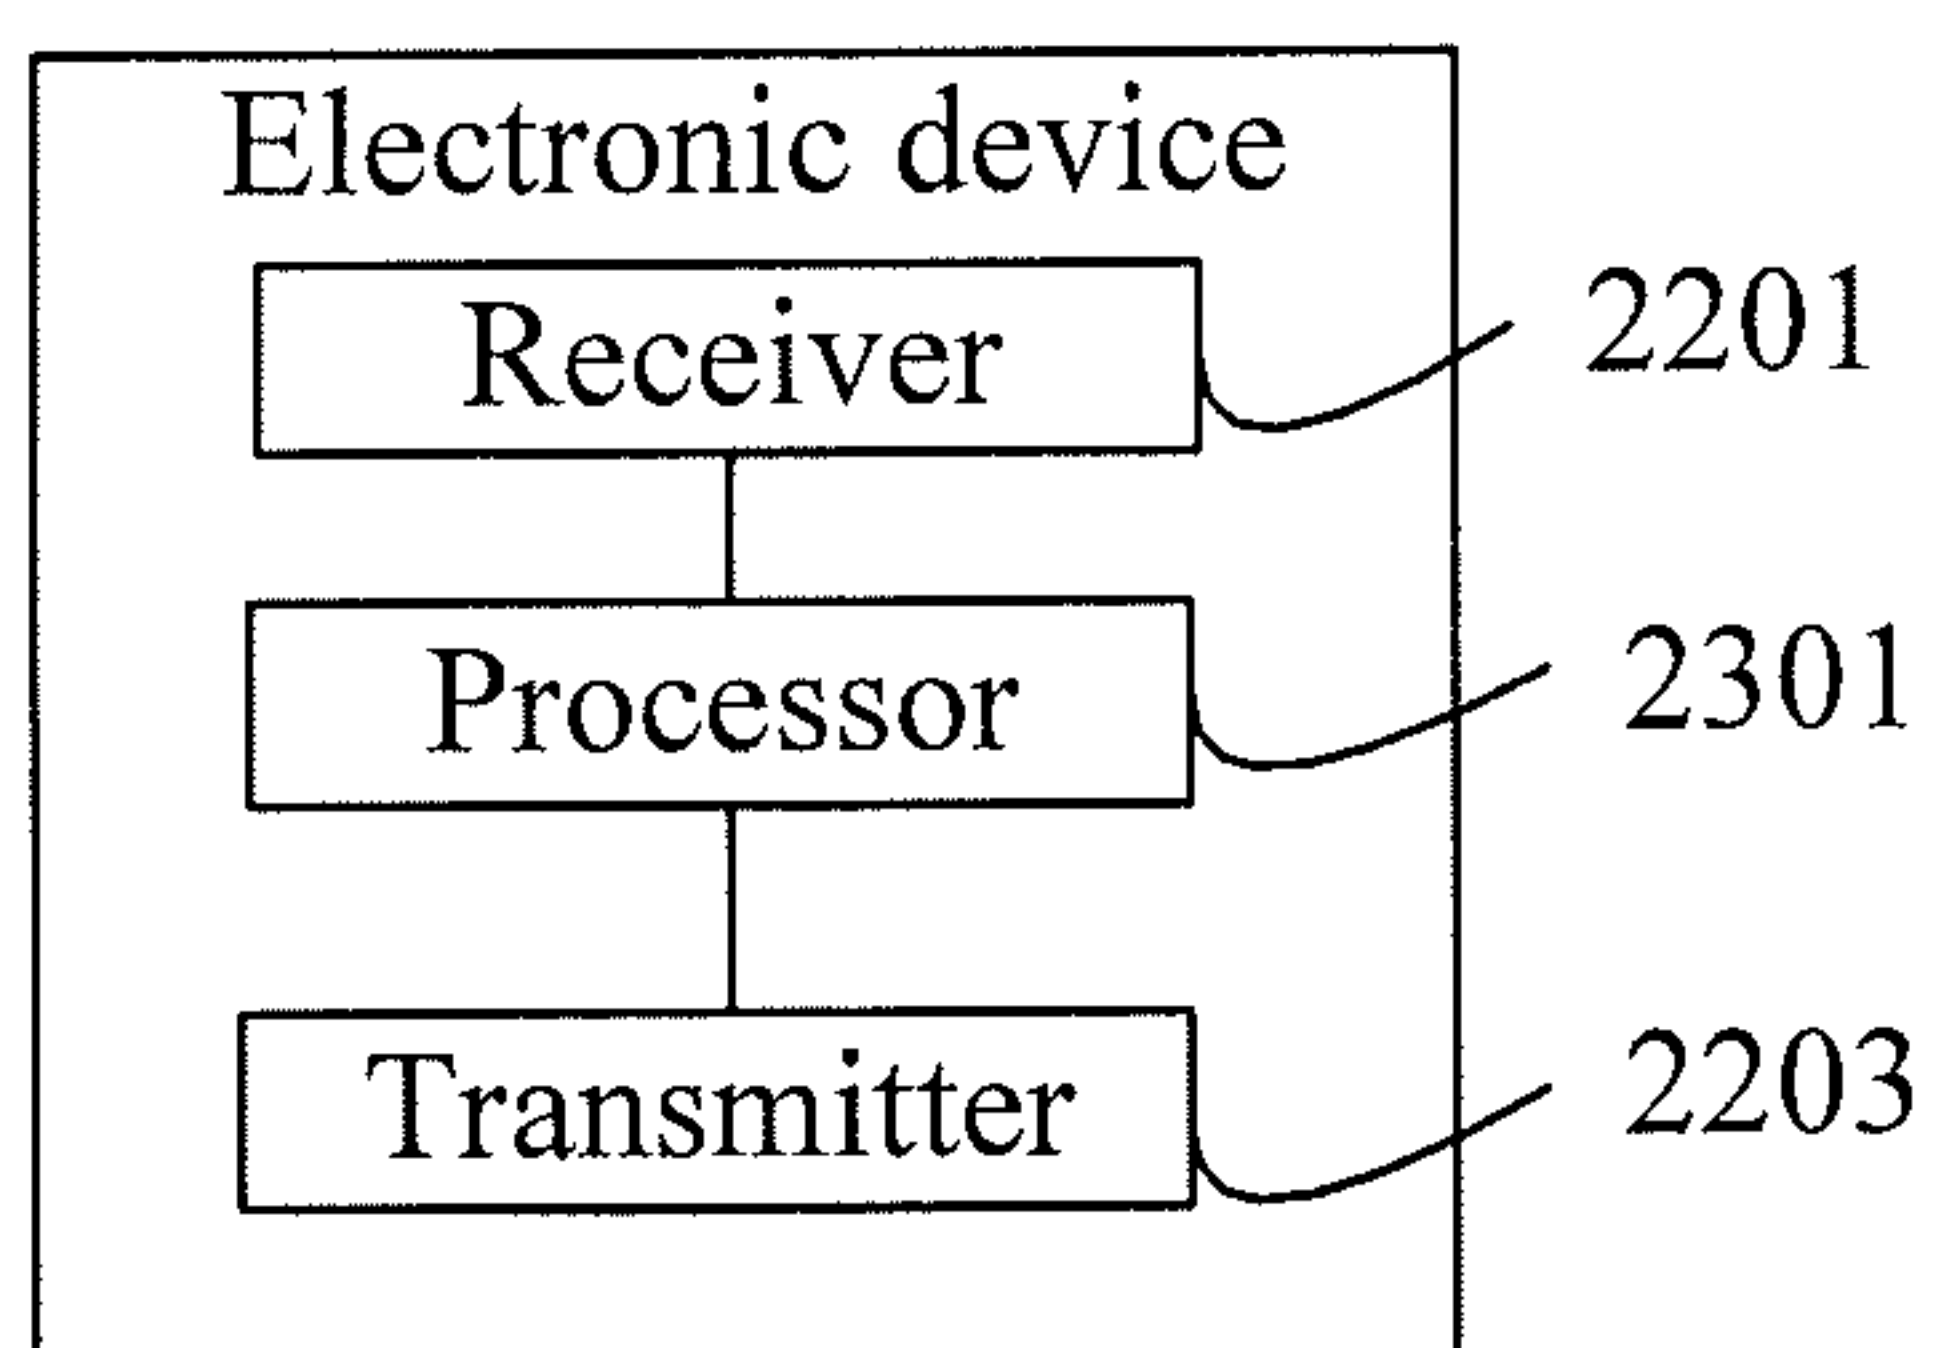 Electronic device
Receiver
2201
Processor
2301
Transmitter
2203